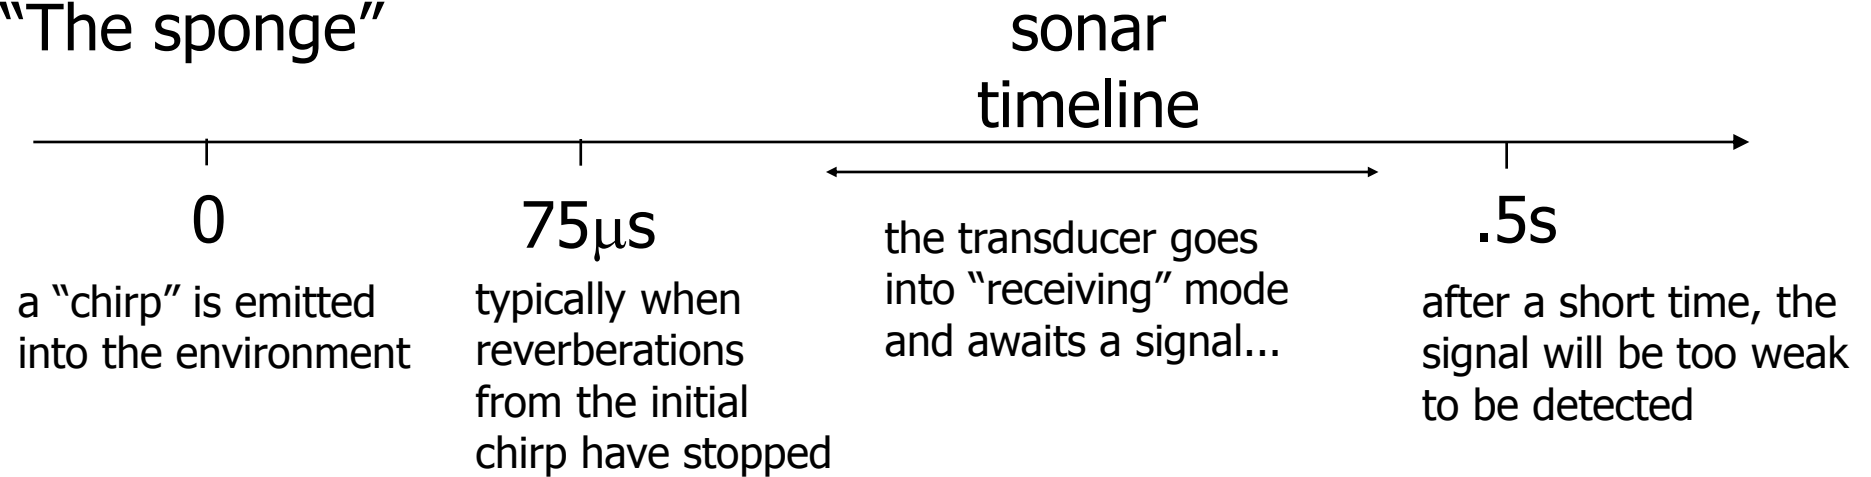 “The sponge”
sonar
timeline
0
a “chirp” is emitted
into the environment
75μs
typically when
reverberations
from the initial
chirp have stopped
the transducer goes
into “receiving” mode
and awaits a signal...
.5s
after a short time, the
signal will be too weak
to be detected